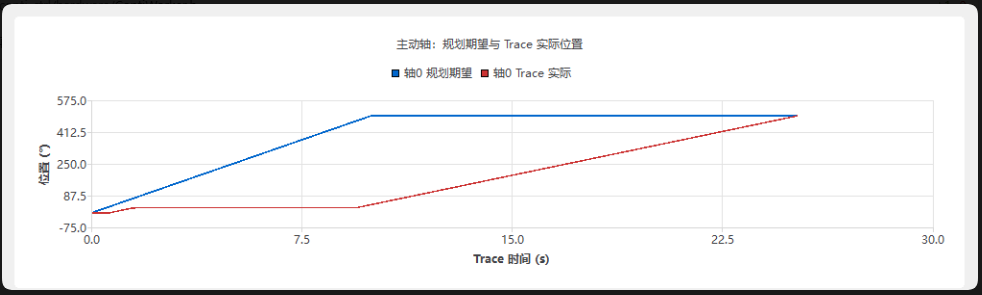 主动轴：规划期望与 Trace 实际位置
轴0 规划期望 轴0 Trace 实际
575.0
412.5
250.0
87.5
-75.0
位置 (°)
0.0 7.5 15.0 22.5 30.0
Trace 时间 (s)